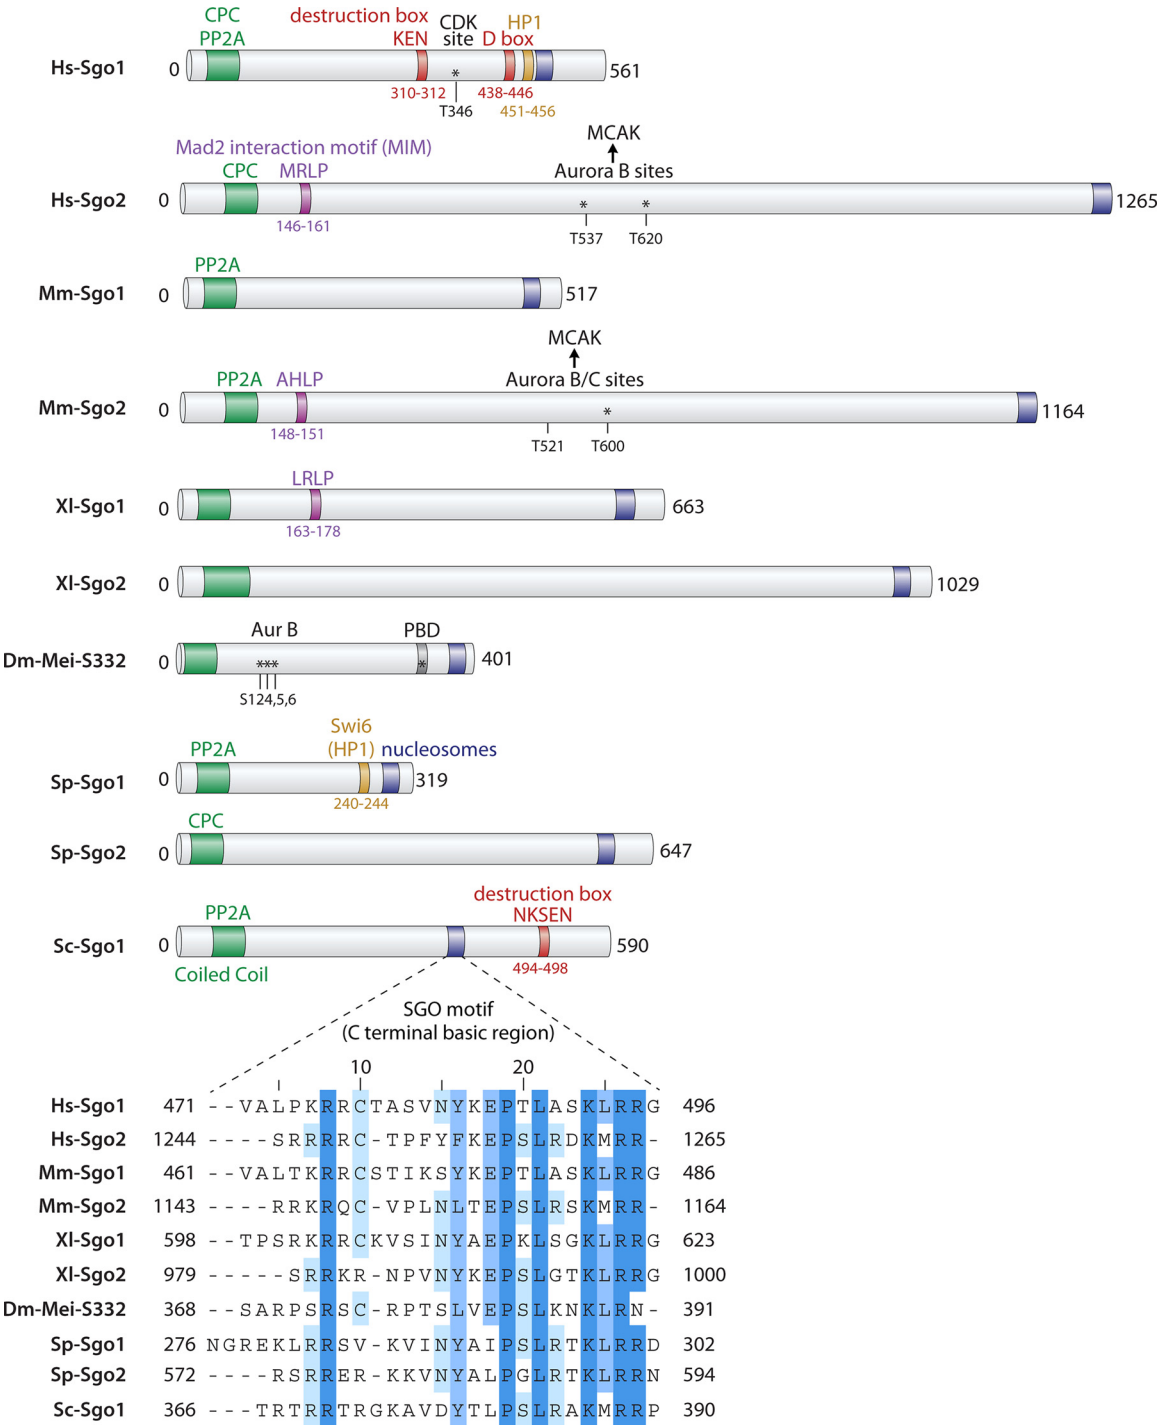 CPC destruction box CDK HP1
PP2A KEN site D box
Hs-Sgo1 0 * 561
310-312 438-446
T346 451-456
MCAK
Mad2 interaction motif (MIM)
CPC MRLP Aurora B sites
Hs-Sgo2 0 * * 1265
146-161
T537 T620
PP2A
Mm-Sgo1 0 517
MCAK
PP2A AHLP Aurora B/C sites
Mm-Sgo2 0 * 1164
148-151
T521 T600
LRLP
Xl-Sgo1 0 663
163-178
Xl-Sgo2 0 1029
Aur B PBD
Dm-Mei-S332 0 *** * 401
S124,5,6
Swi6
PP2A (HP1) nucleosomes
Sp-Sgo1 0 319
240-244
CPC
Sp-Sgo2 0 647
destruction box
PP2A NKSEN
Sc-Sgo1 0 590
494-498
Coiled Coil
SGO motif
(C terminal basic region)
10 20
Hs-Sgo1 471 --VALPKRRCTASVNYKEPTLASKLRRG 496
Hs-Sgo2 1244 ----SRRRRC-TPFYFKEPSLRDKMRR- 1265
Mm-Sgo1 461 --VALTKRRCSTIKSYKEPTLASKLRRG 486
Mm-Sgo2 1143 ----RRKRQC-VPLNLTEPSLRSKMRR- 1164
Xl-Sgo1 598 --TPSRKRRCKVSINYAEPKLSGKLRRG 623
Xl-Sgo2 979 -----SRRKR-NPVNYKEPSLGTKLRRG 1000
Dm-Mei-S332 368 --SARPSRSC-RPTSLVEPSLKNKLRN- 391
Sp-Sgo1 276 NGREKLRRSV-KVINYAIPSLRTKLRRD 302
Sp-Sgo2 572 ----RSRRER-KKVNYALPGLRTKLRRN 594
Sc-Sgo1 366 ---TRTRRTRGKAVDYTLPSLRAKMRRP 390